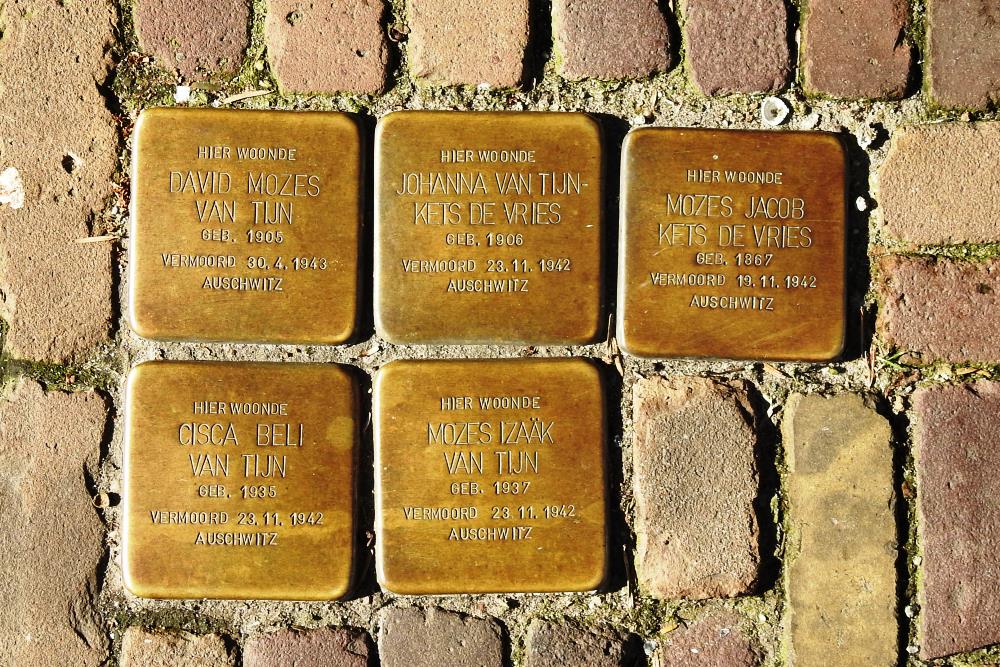 HIER WOONDE
DAVID MOZES
VAN TIJN
GEB. 1905
VERMOORD 30.4.1943
AUSCHWITZ
HIER WOONDE
JOHANNA VAN TIJN-
KETS DE VRIES
GEB. 1906
VERMOORD 23.11.1942
AUSCHWITZ
HIER WOONDE
MOZES JACOB
KETS DE VRIES
GEB. 1867
VERMOORD 19.11.1942
AUSCHWITZ
HIER WOONDE
CISCA BELI
VAN TIJN
GEB. 1935
VERMOORD 23.11.1942
AUSCHWITZ
HIER WOONDE
MOZES IZAÄK
VAN TIJN
GEB. 1937
VERMOORD 23.11.1942
AUSCHWITZ